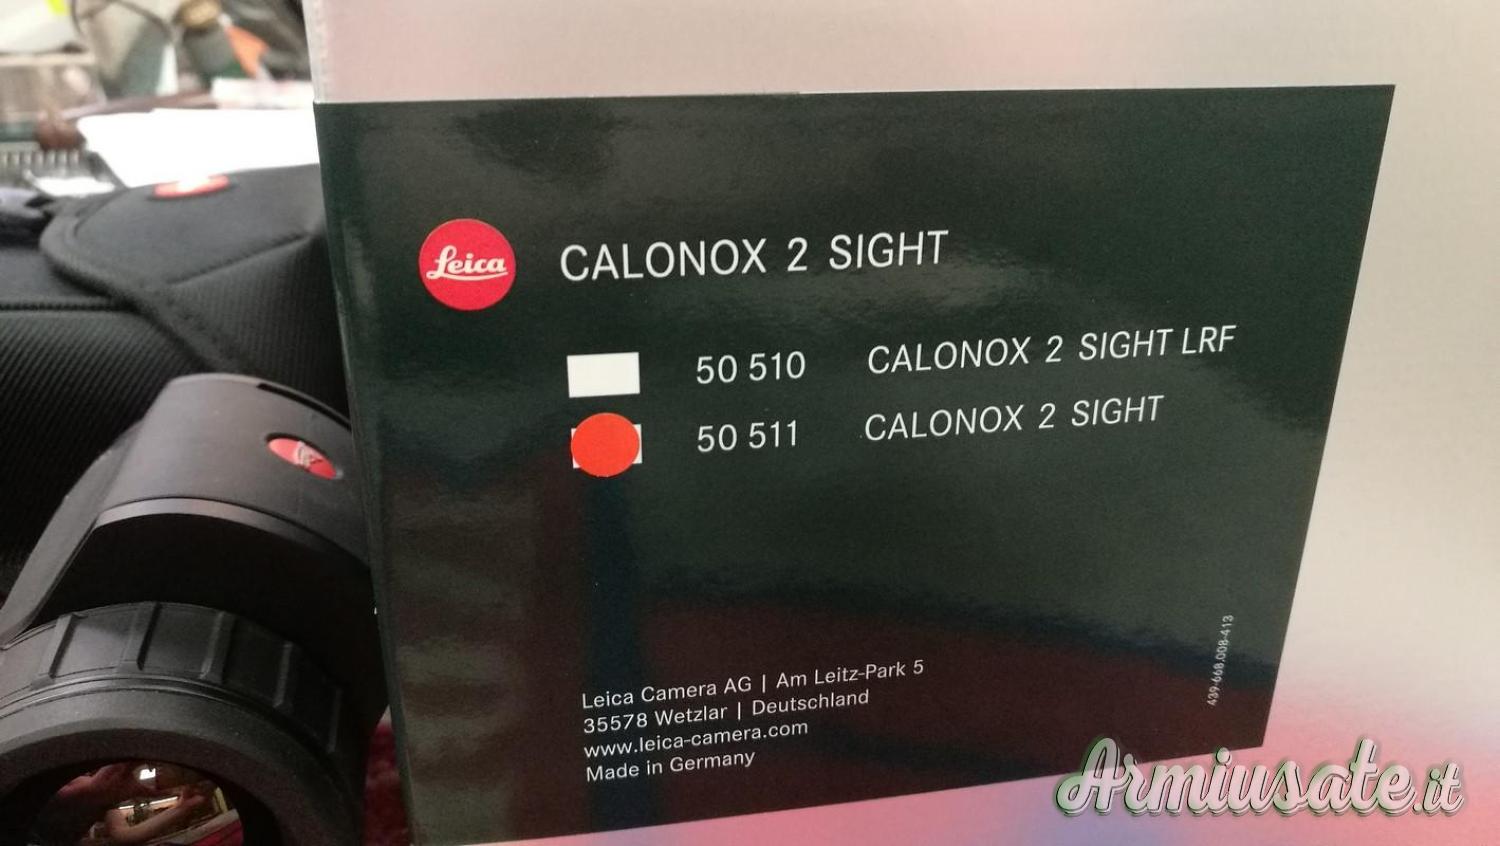 Leica
CALONOX 2 SIGHT
50 510 CALONOX 2 SIGHT LRF
50 511 CALONOX 2 SIGHT
Leica Camera AG | Am Leitz-Park 5
35578 Wetzlar | Deutschland
www.leica-camera.com
Made in Germany
439-668.008-413
Armiusate.it